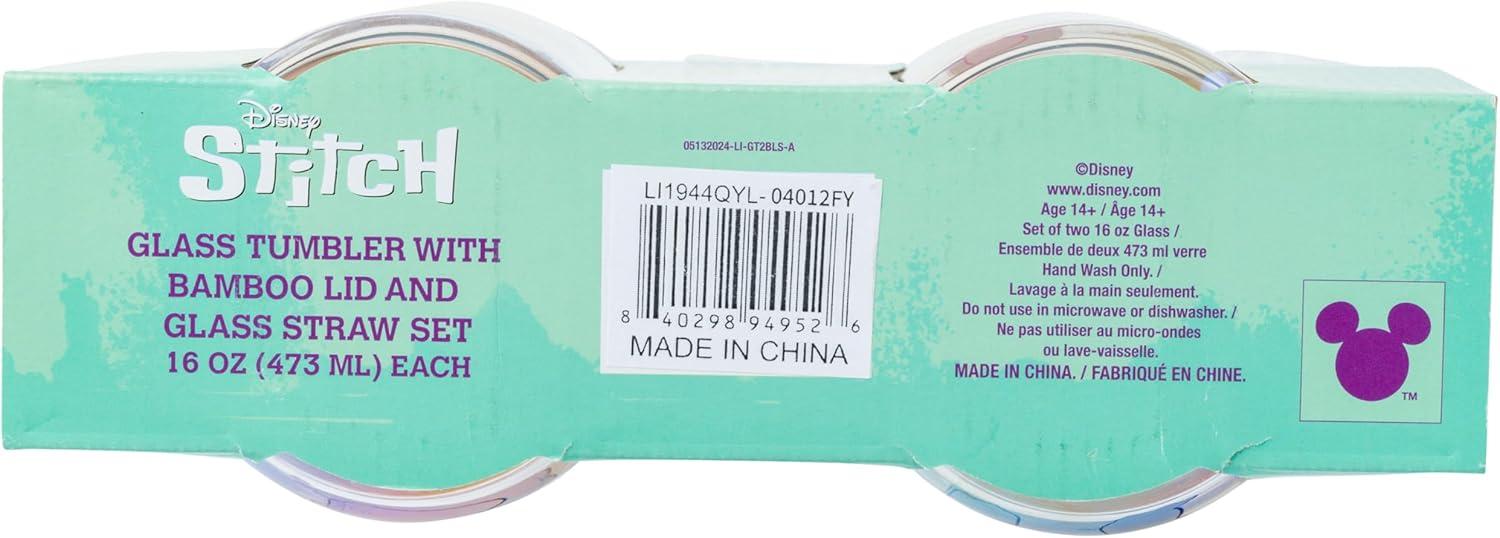 Disney
Stitch
GLASS TUMBLER WITH
BAMBOO LID AND
GLASS STRAW SET
16 OZ (473 ML) EACH
05132024-LI-GT2BLS-A
LI1944QYL-04012FY
8 40298 94952 6
MADE IN CHINA
©Disney
www.disney.com
Age 14+ / Âge 14+
Set of two 16 oz Glass /
Ensemble de deux 473 ml verre
Hand Wash Only. /
Lavage à la main seulement.
Do not use in microwave or dishwasher. /
Ne pas utiliser au micro-ondes
ou lave-vaisselle.
MADE IN CHINA. / FABRIQUÉ EN CHINE.
TM